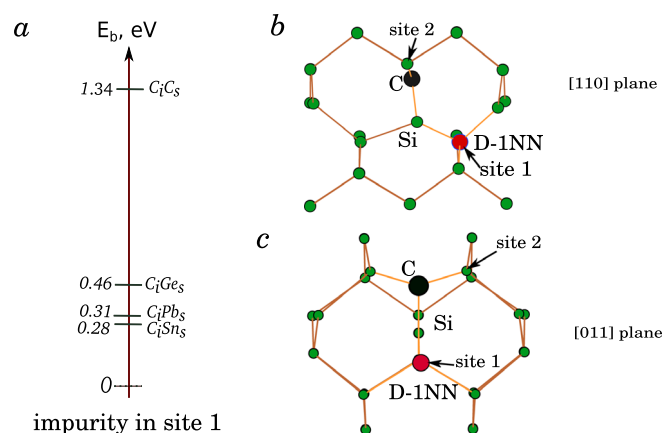 a
E_b, eV
1.34 C_iC_s
0.46 C_iGe_s
0.31 C_iPb_s
0.28 C_iSn_s
0
impurity in site 1
b
site 2
C
[110] plane
Si
D-1NN
site 1
c
site 2
C
Si
[011] plane
site 1
D-1NN